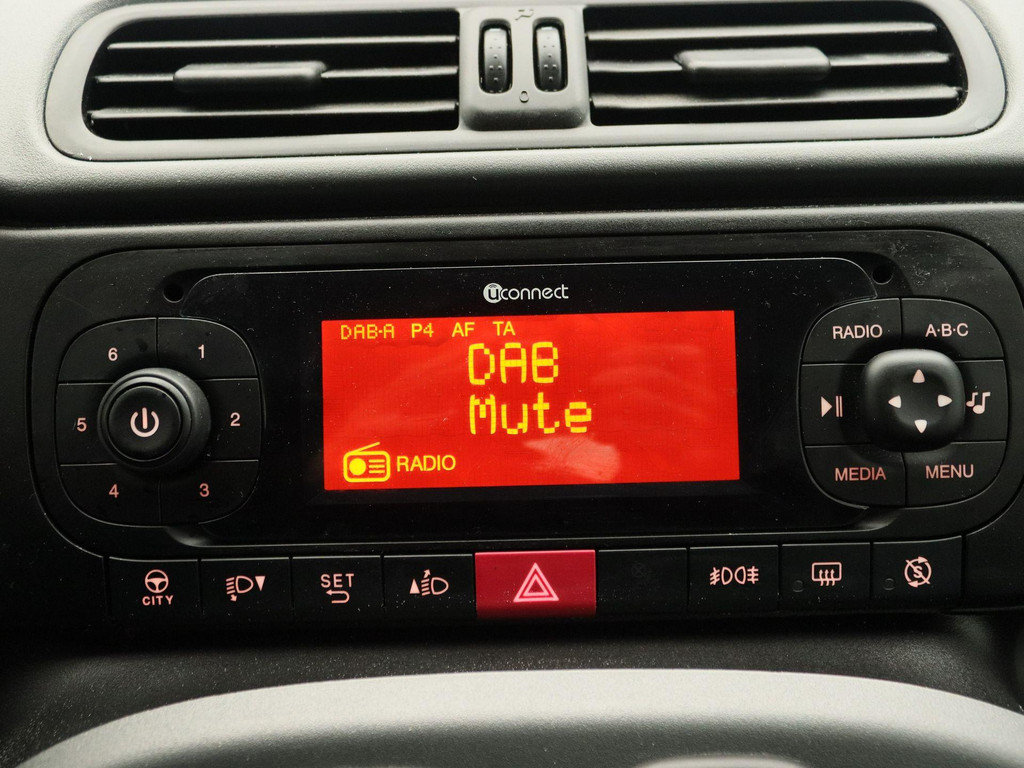 uconnect
DAB-A P4 AF TA
DAB
Mute
RADIO
6 1
5 2
4 3
RADIO A·B·C
MEDIA MENU
CITY
SET